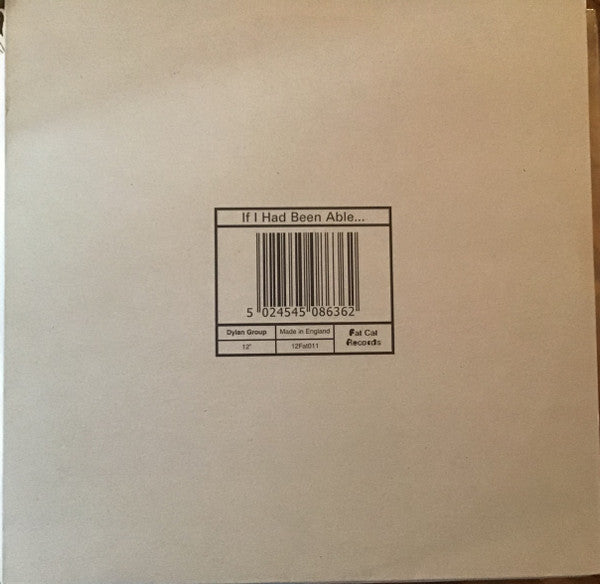 If I Had Been Able...
5 024545 086362
Dylan Group
Made in England
Fat Cat
Records
12"
12Fat011